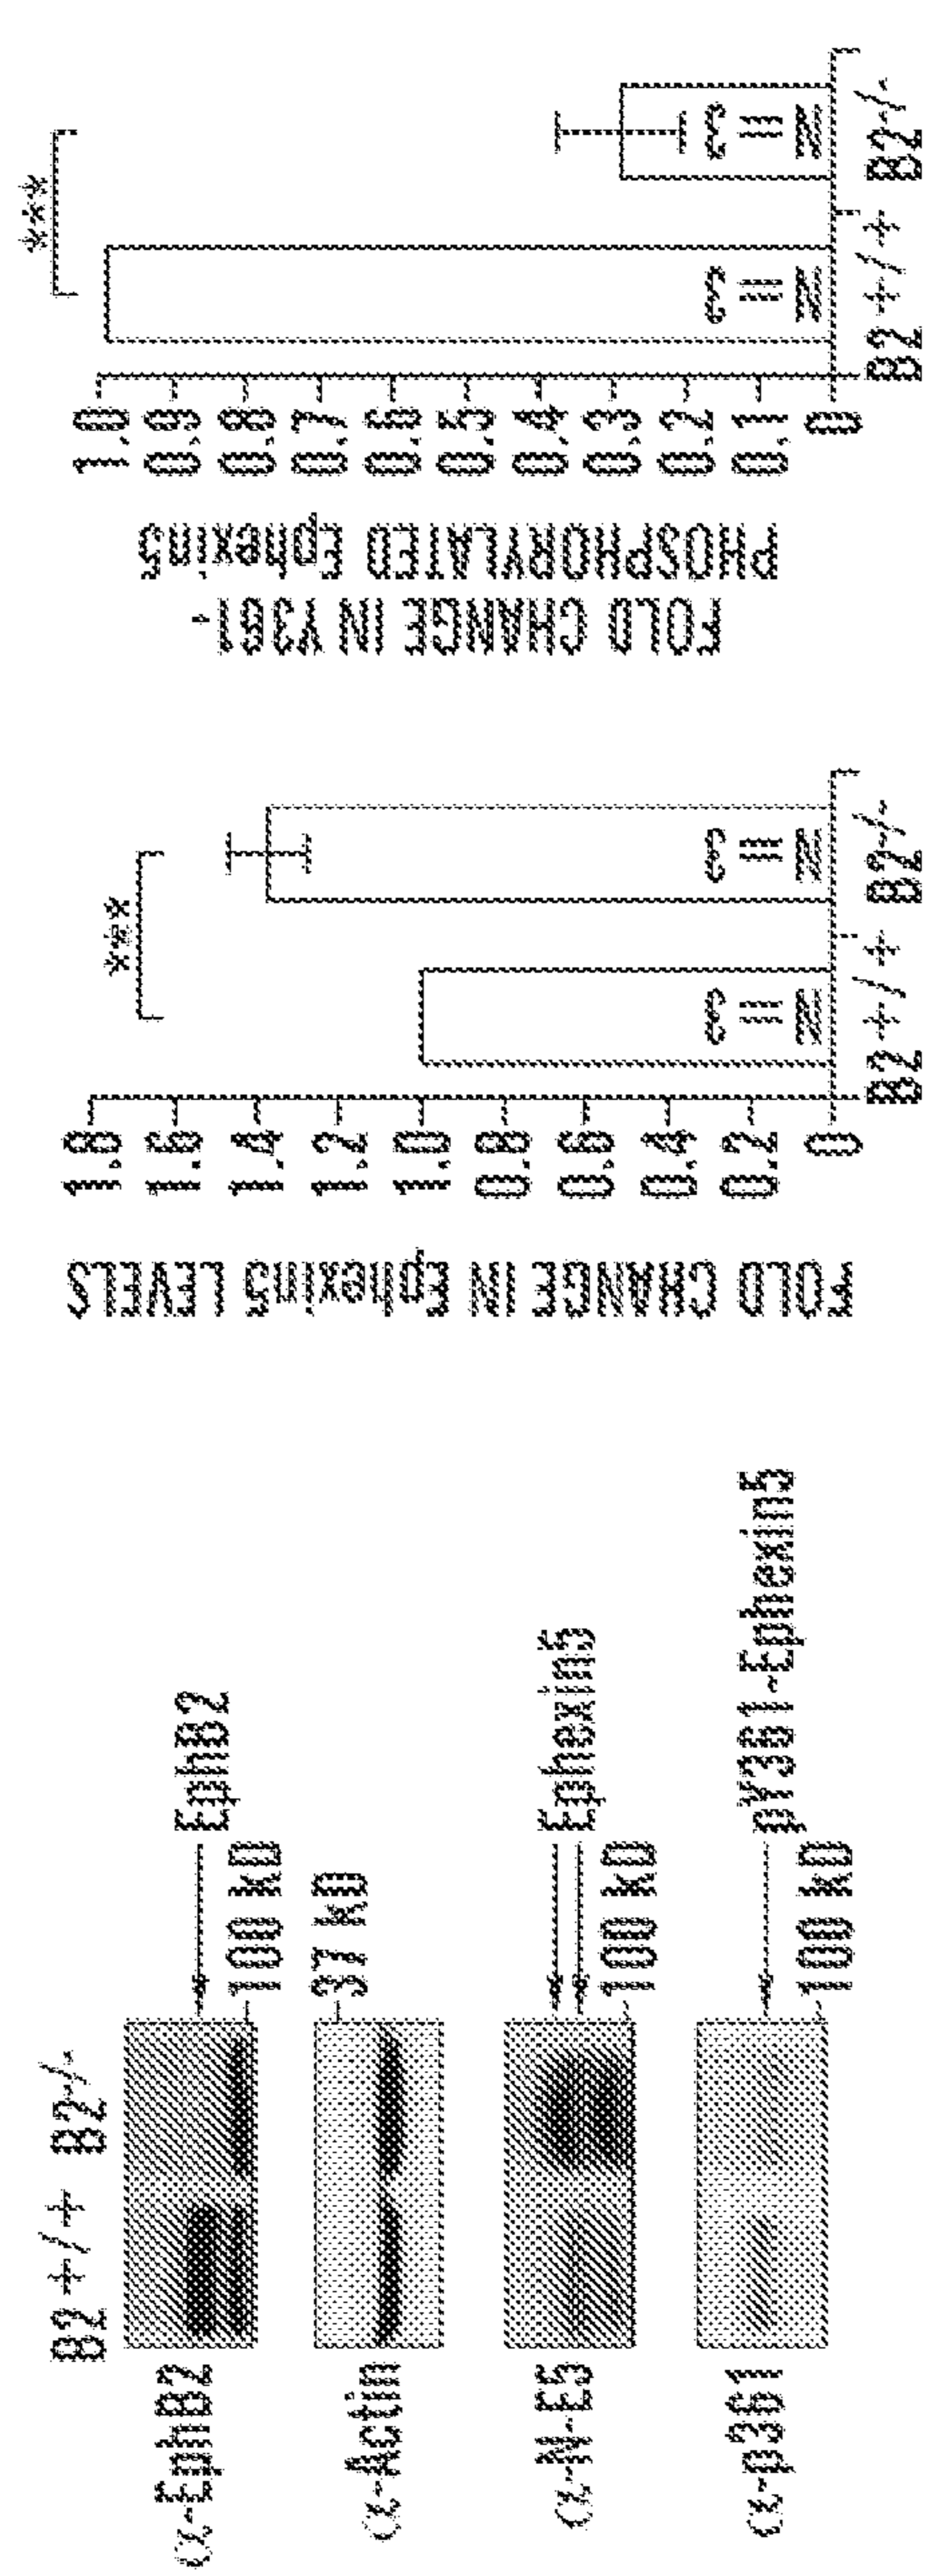 B2+/+ B2-/-
α-EphB2
EphB2
100 kD
α-Actin
37 kD
α-N-E5
Ephexin5
100 kD
α-p361
pY361-Ephexin5
100 kD
FOLD CHANGE IN Ephexin5 LEVELS
1.8
1.6
1.4
1.2
1.0
0.8
0.6
0.4
0.2
0
***
N=3
N=3
B2+/+ B2-/-
FOLD CHANGE IN Y361-
PHOSPHORYLATED Ephexin5
1.0
0.9
0.8
0.7
0.6
0.5
0.4
0.3
0.2
0.1
0
***
N=3
N=3
B2+/+ B2-/-